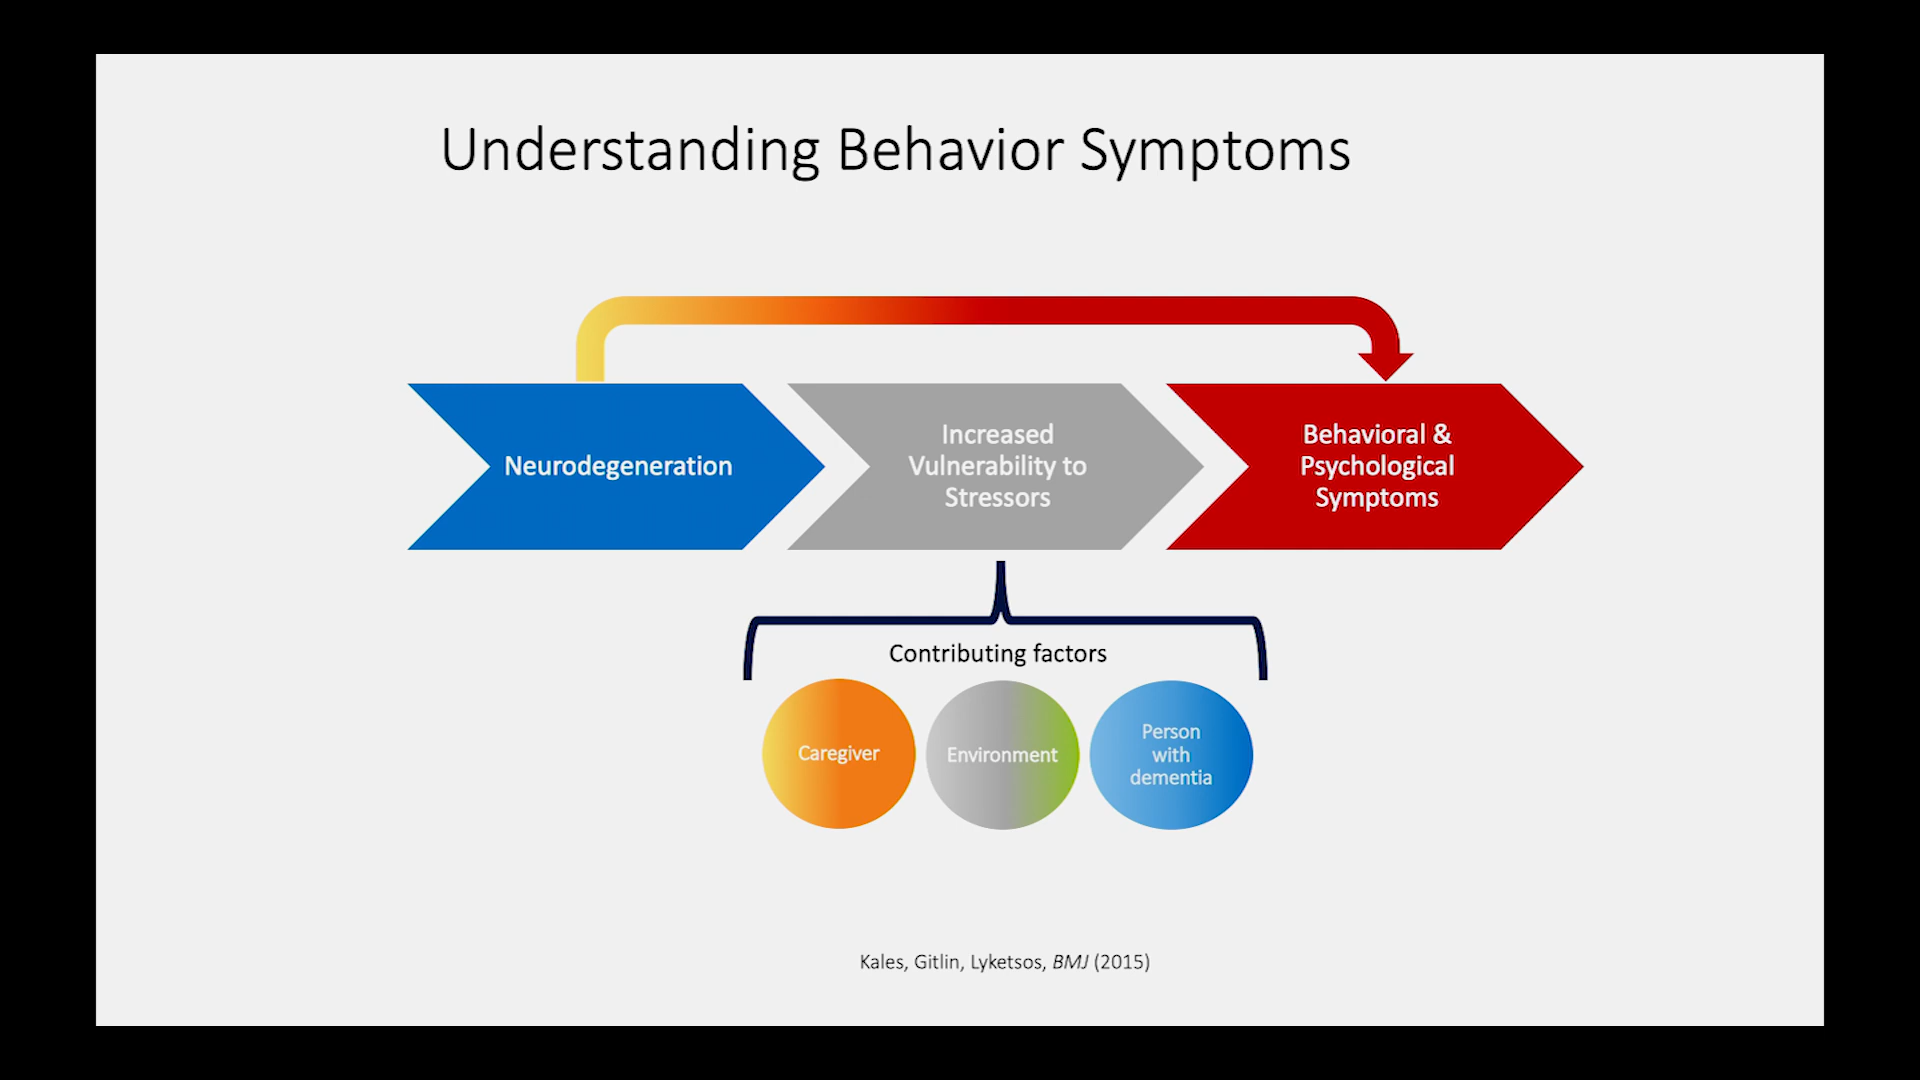 Understanding Behavior Symptoms
Neurodegeneration
Increased
Vulnerability to
Stressors
Behavioral &
Psychological
Symptoms
Contributing factors
Caregiver
Environment
Person
with
dementia
Kales, Gitlin, Lyketsos, BMJ (2015)